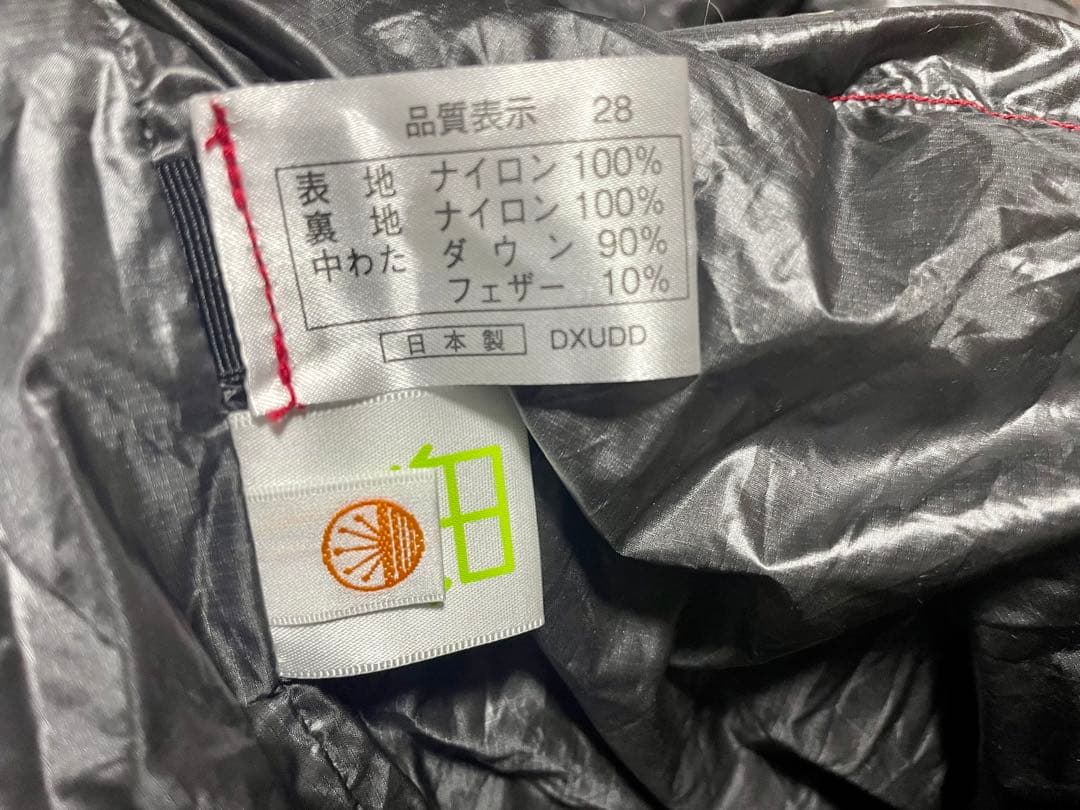 品質表示 28
表地 ナイロン 100%
裏地 ナイロン 100%
中わた ダウン 90%
フェザー 10%
日本製 DXUDD